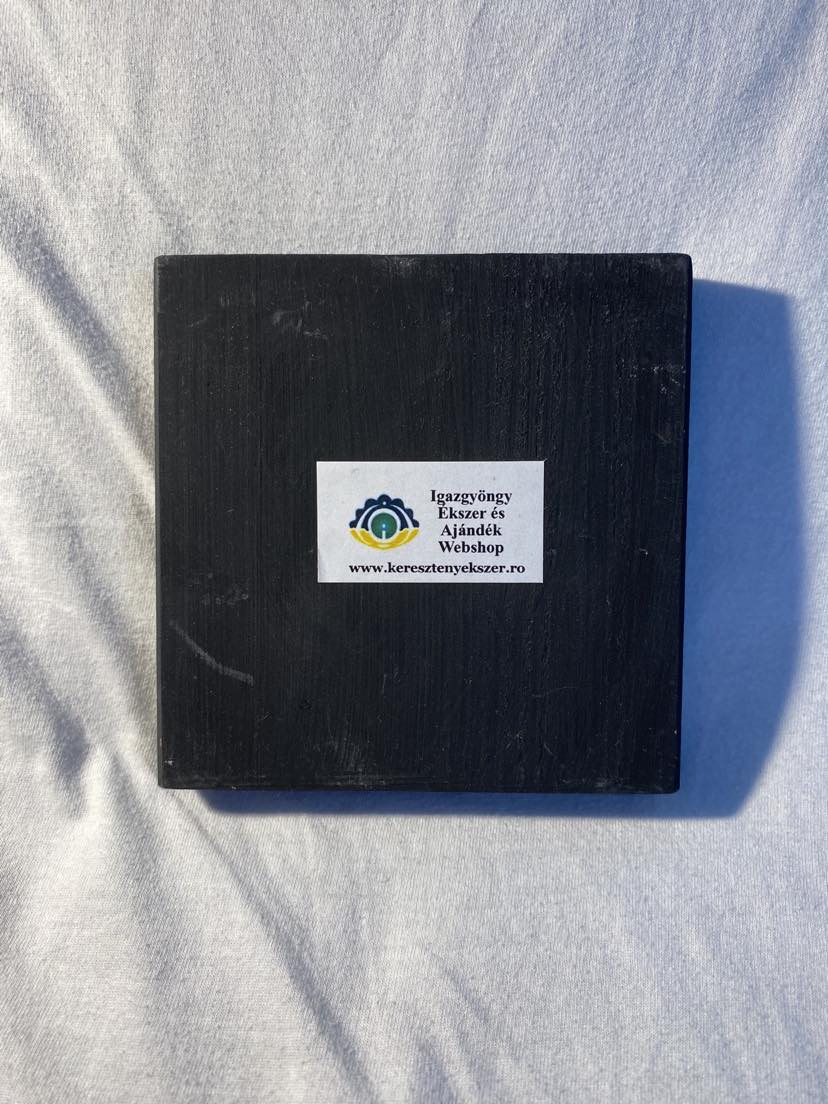 Igazgyöngy
Ékszer és
Ajándék
Webshop
www.keresztenyekszer.ro